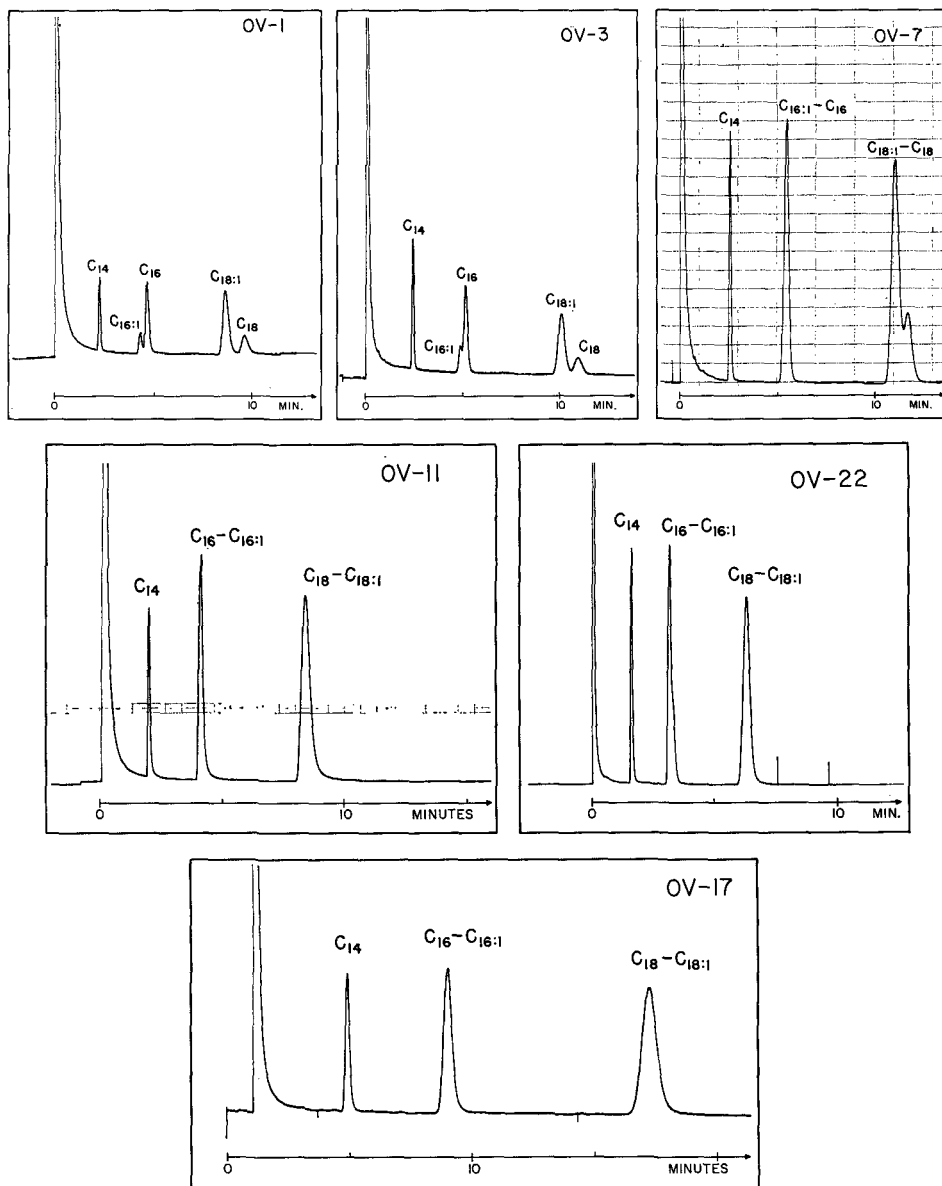 OV-1
C14
C16:1
C16
C18:1
C18
0
10
MIN.
OV-3
C14
C16:1
C16
C18:1
C18
0
10
MIN.
OV-7
C14
C16:1–C16
C18:1–C18
0
10
MIN.
OV-11
C14
C16–C16:1
C18–C18:1
0
10
MINUTES
OV-22
C14
C16–C16:1
C18–C18:1
0
10
MIN.
OV-17
C14
C16–C16:1
C18–C18:1
0
10
MINUTES